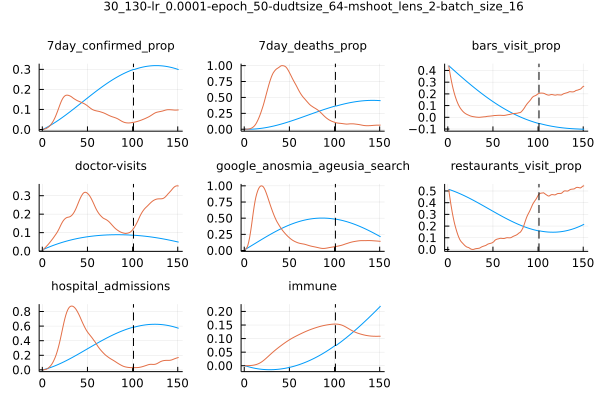 30_130-lr_0.0001-epoch_50-dudtsize_64-mshoot_lens_2-batch_size_16
7day_confirmed_prop 7day_deaths_prop bars_visit_prop
0.3 1.00 0.4
0.2 0.75 0.3
0.1 0.50 0.2
0.0 0.25 0.1
0.00 0.0
−0.1
0 50 100 150 0 50 100 150 0 50 100 150
doctor-visits google_anosmia_ageusia_search restaurants_visit_prop
0.3 1.00 0.5
0.2 0.75 0.4
0.1 0.50 0.3
0.0 0.25 0.2
0.00 0.1
0.0
0 50 100 150 0 50 100 150 0 50 100 150
hospital_admissions immune
0.8 0.20
0.6 0.15
0.4 0.10
0.2 0.05
0.0 0.00
0 50 100 150 0 50 100 150